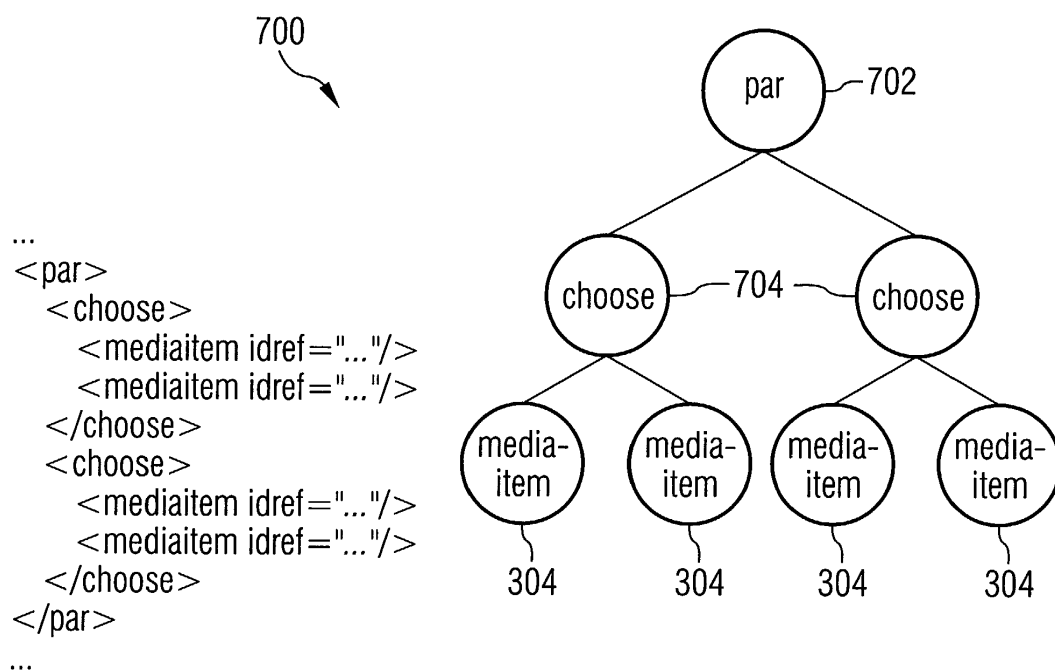 700
par
702
choose
704
choose
media-
item
media-
item
media-
item
media-
item
304
304
304
304
...
<par>
<choose>
<mediaitem idref="..."/>
<mediaitem idref="..."/>
</choose>
<choose>
<mediaitem idref="..."/>
<mediaitem idref="..."/>
</choose>
</par>
...